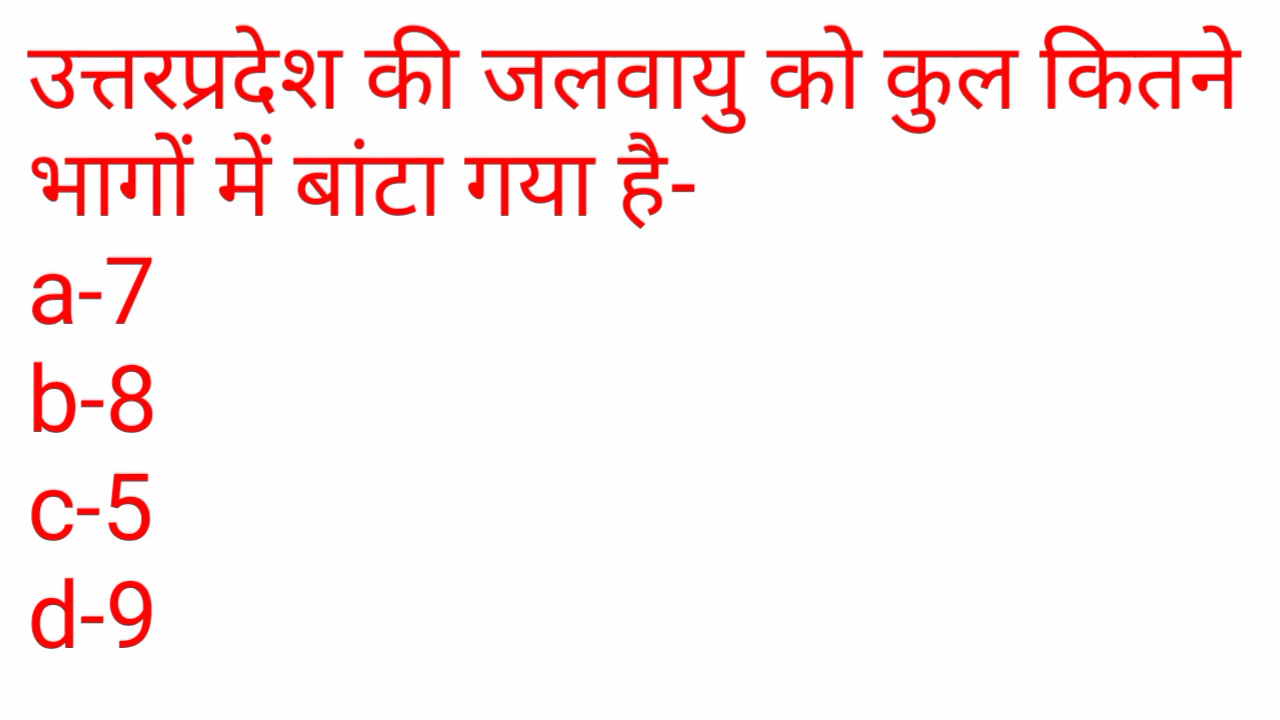 उत्तरप्रदेश की जलवायु को कुल कितने
भागों में बांटा गया है-
a-7
b-8
c-5
d-9